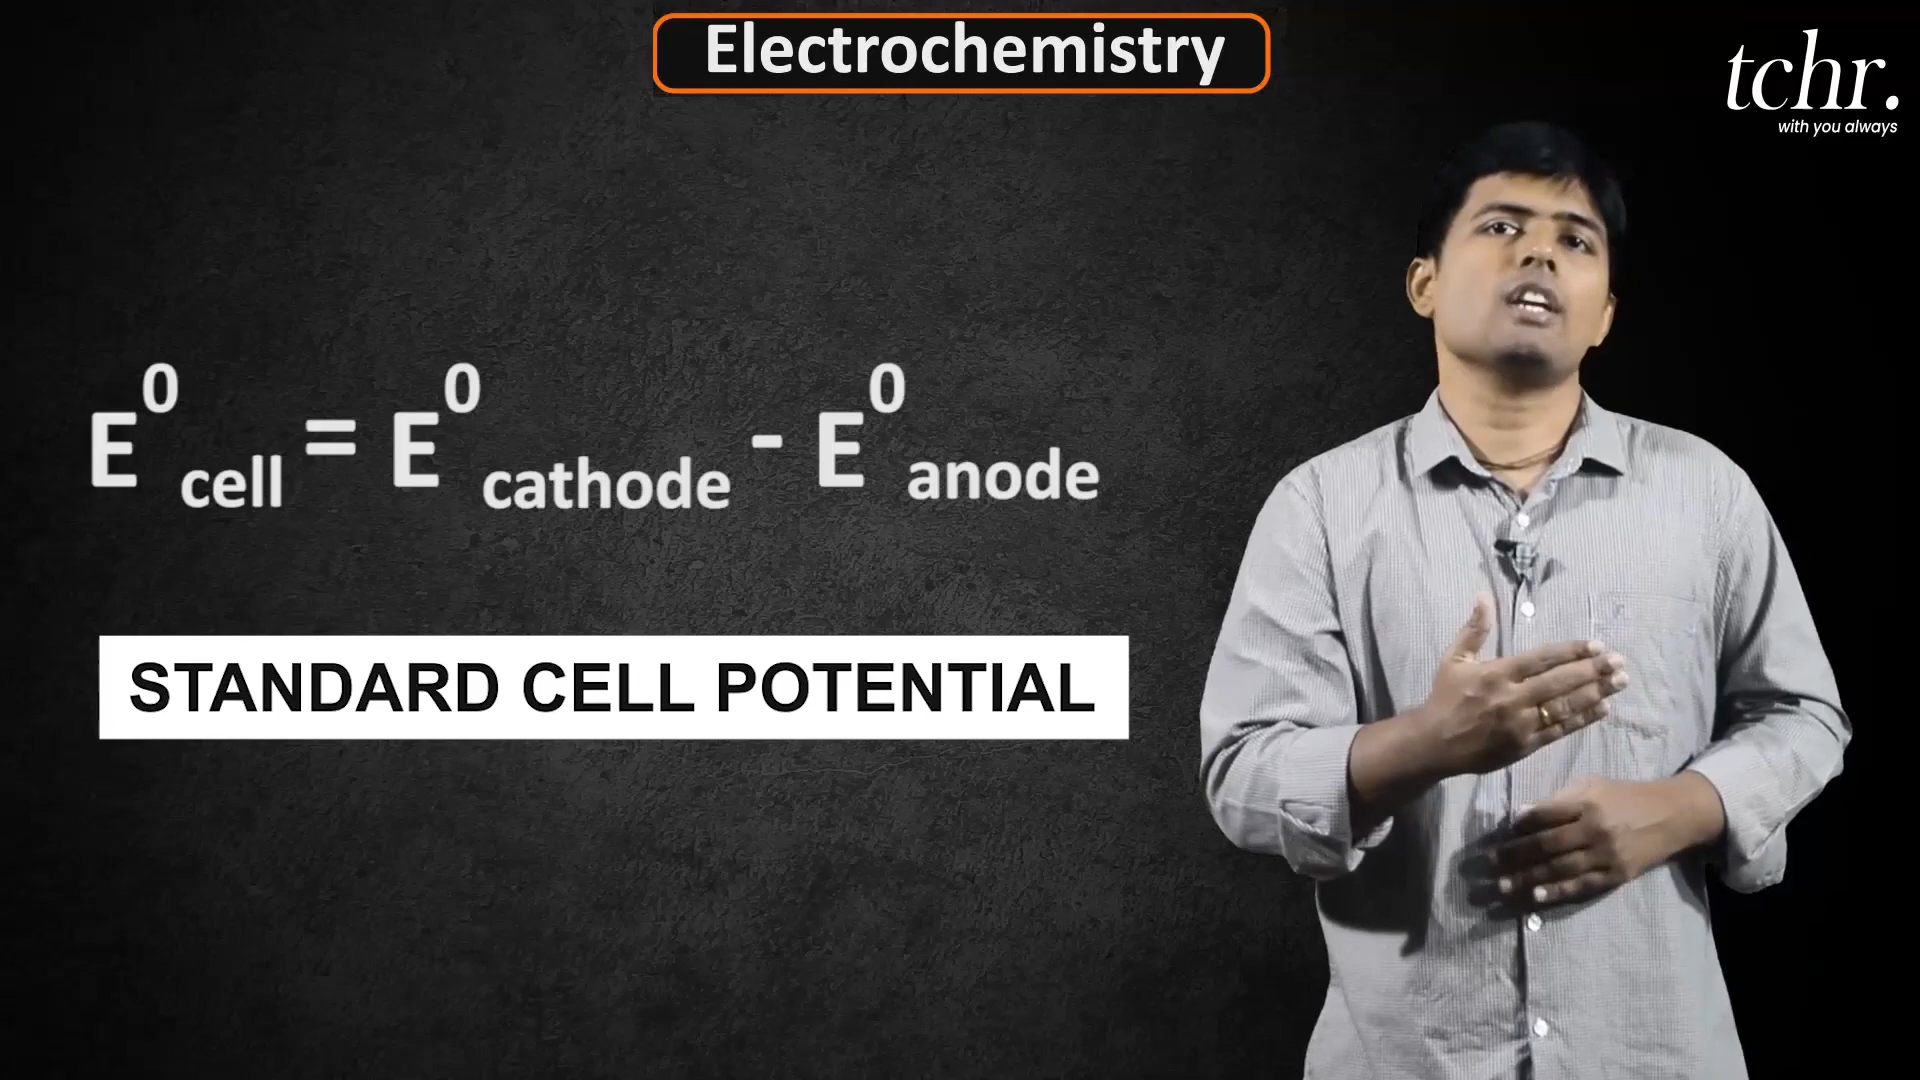 Electrochemistry
tchr.
with you always
E⁰cell = E⁰cathode - E⁰anode
STANDARD CELL POTENTIAL